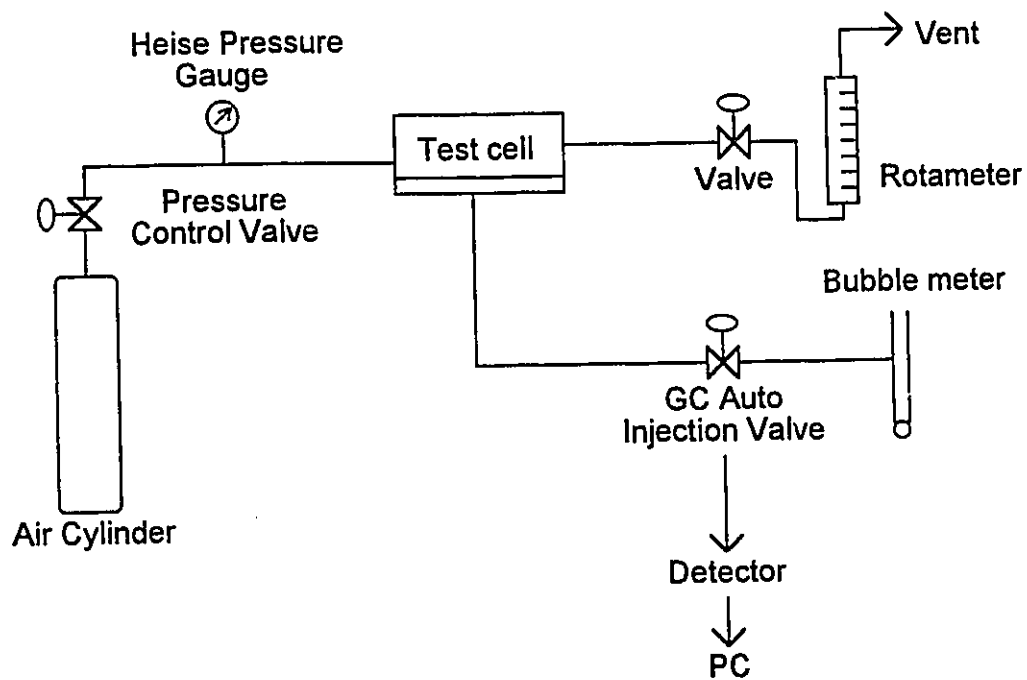 Heise Pressure
Gauge
Vent
Test cell
Valve
Rotameter
Pressure
Control Valve
Bubble meter
GC Auto
Injection Valve
Air Cylinder
Detector
PC